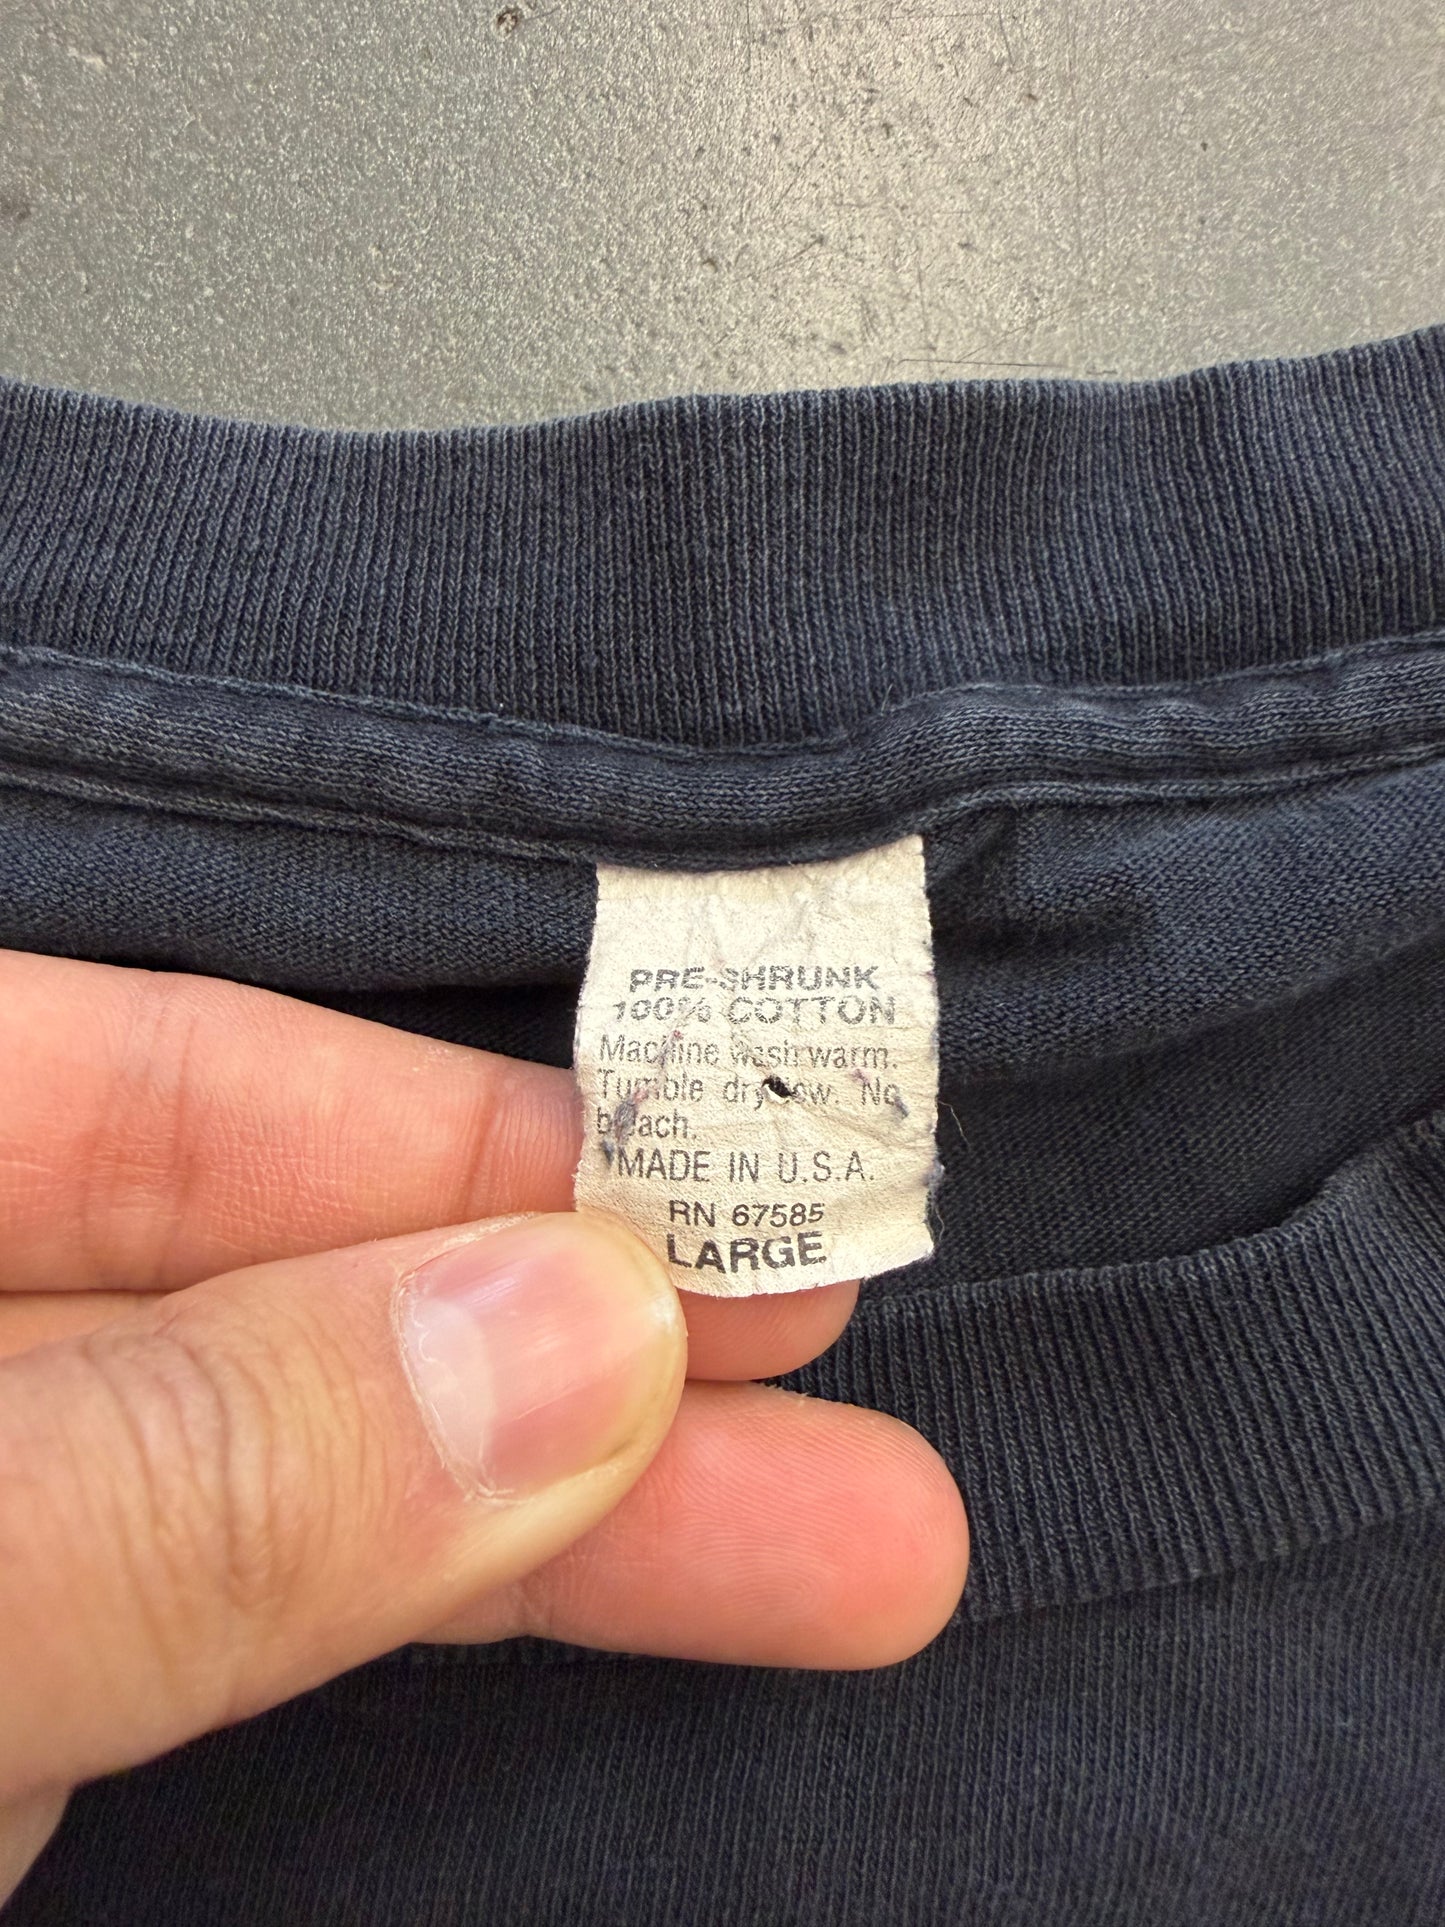 PRE-SHRUNK
100% COTTON
Machine wash warm.
Tumble dry low. No
bleach.
MADE IN U.S.A.
RN 67585
LARGE